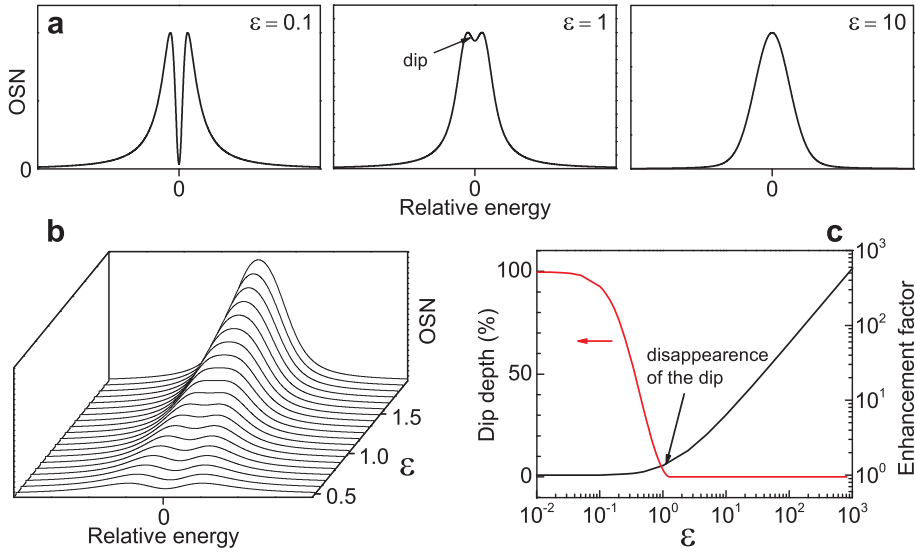 a
ε = 0.1
ε = 1
ε = 10
dip
OSN
0
0
0
0
Relative energy
b
OSN
1.5
1.0
0.5
ε
0
Relative energy
c
100
50
0
Dip depth (%)
disappearence
of the dip
10³
10²
10¹
10⁰
Enhancement factor
10⁻²
10⁻¹
10⁰
10¹
10²
10³
ε